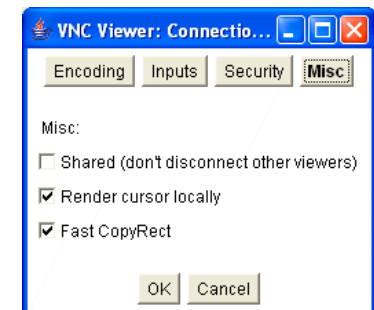 VNC Viewer: Connectio...
Encoding Inputs Security Misc
Misc:
Shared (don't disconnect other viewers)
Render cursor locally
Fast CopyRect
OK Cancel